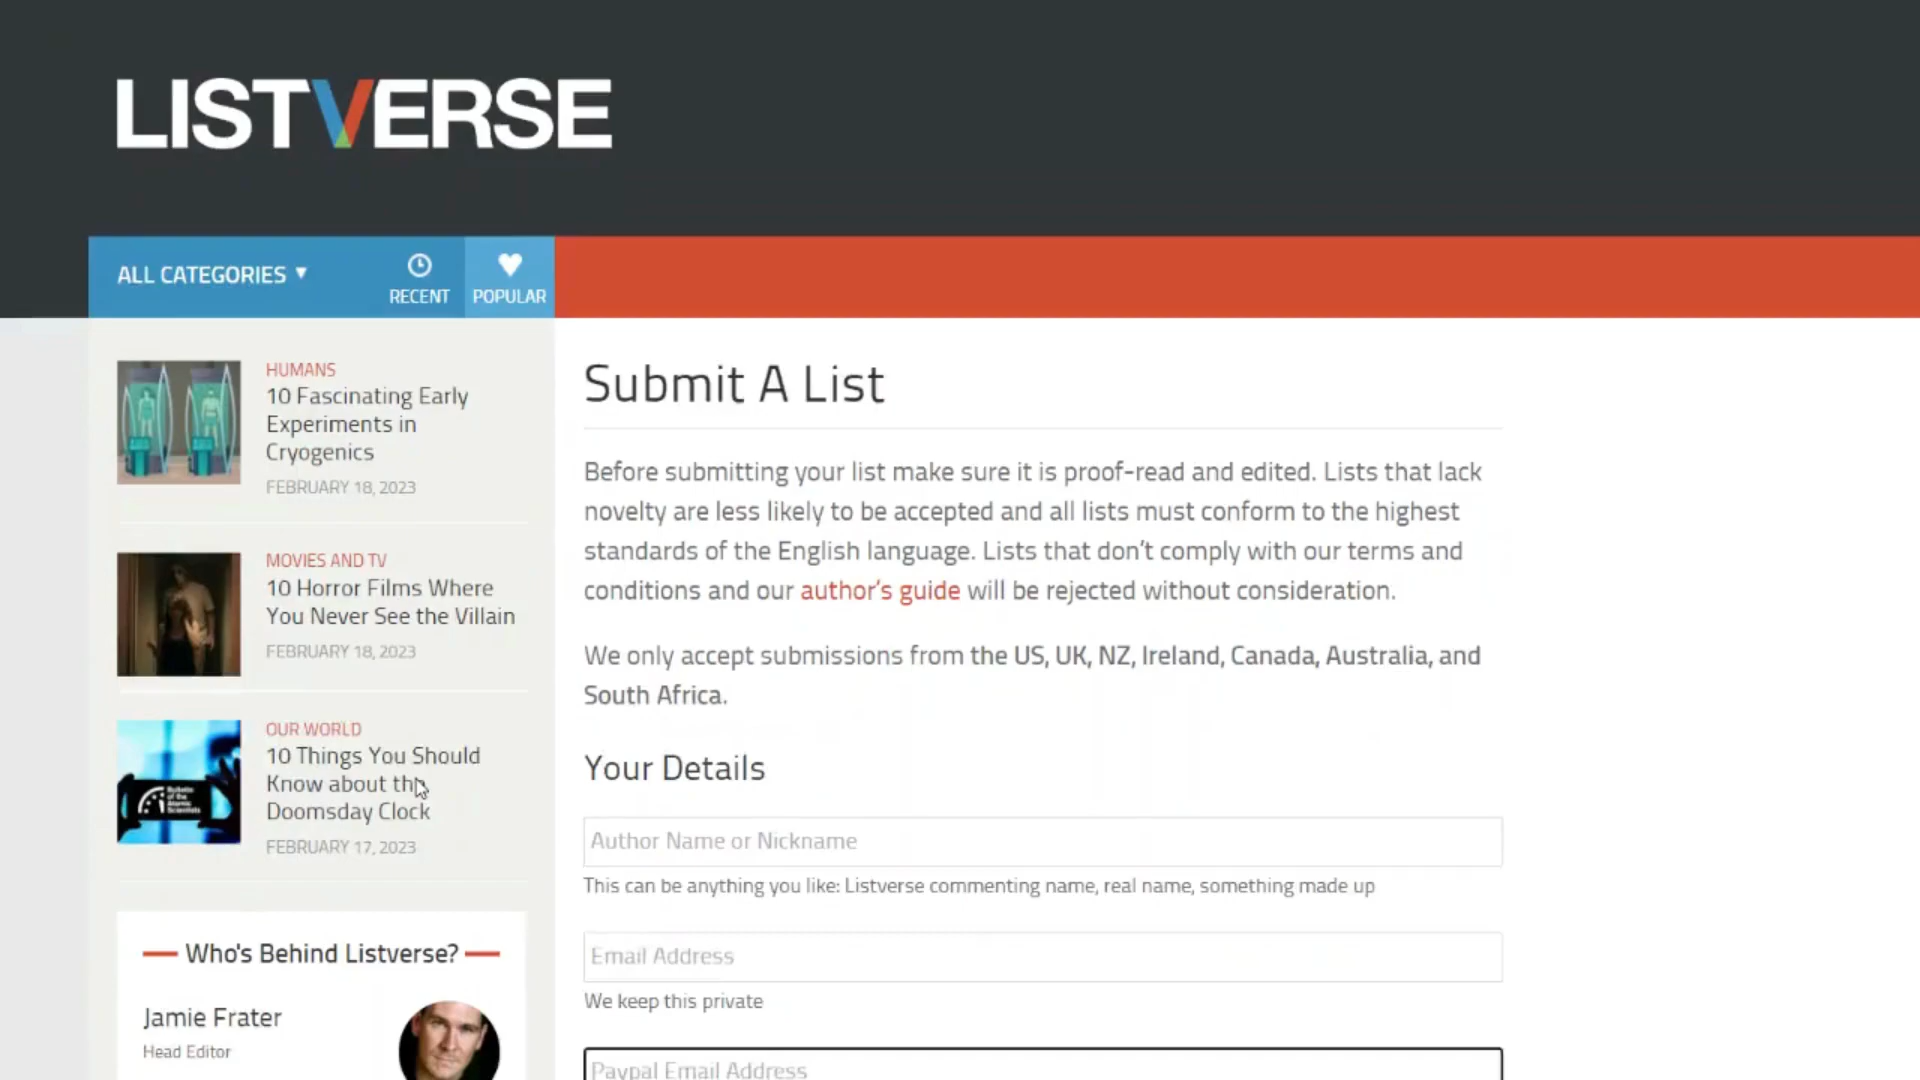 LISTVERSE
ALL CATEGORIES ▼
RECENT
POPULAR
HUMANS
10 Fascinating Early
Experiments in
Cryogenics
FEBRUARY 18, 2023
MOVIES AND TV
10 Horror Films Where
You Never See the Villain
FEBRUARY 18, 2023
OUR WORLD
10 Things You Should
Know about the
Doomsday Clock
FEBRUARY 17, 2023
Bulletin
of the
Atomic
Scientists
Who's Behind Listverse?
Jamie Frater
Head Editor
Submit A List
Before submitting your list make sure it is proof-read and edited. Lists that lack
novelty are less likely to be accepted and all lists must conform to the highest
standards of the English language. Lists that don't comply with our terms and
conditions and our author's guide will be rejected without consideration.
We only accept submissions from the US, UK, NZ, Ireland, Canada, Australia, and
South Africa.
Your Details
Author Name or Nickname
This can be anything you like: Listverse commenting name, real name, something made up
Email Address
We keep this private
Paypal Email Address